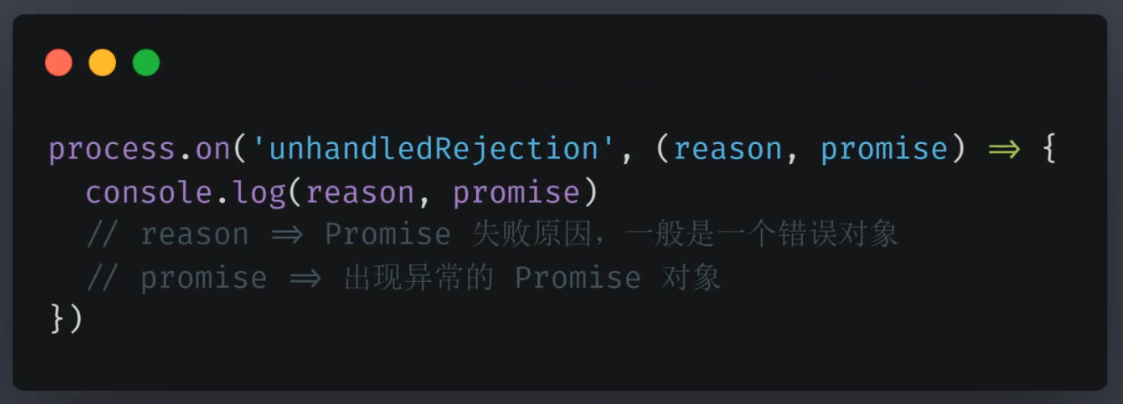 process.on('unhandledRejection', (reason, promise) => {
  console.log(reason, promise)
  // reason => Promise 失败原因，一般是一个错误对象
  // promise => 出现异常的 Promise 对象
})